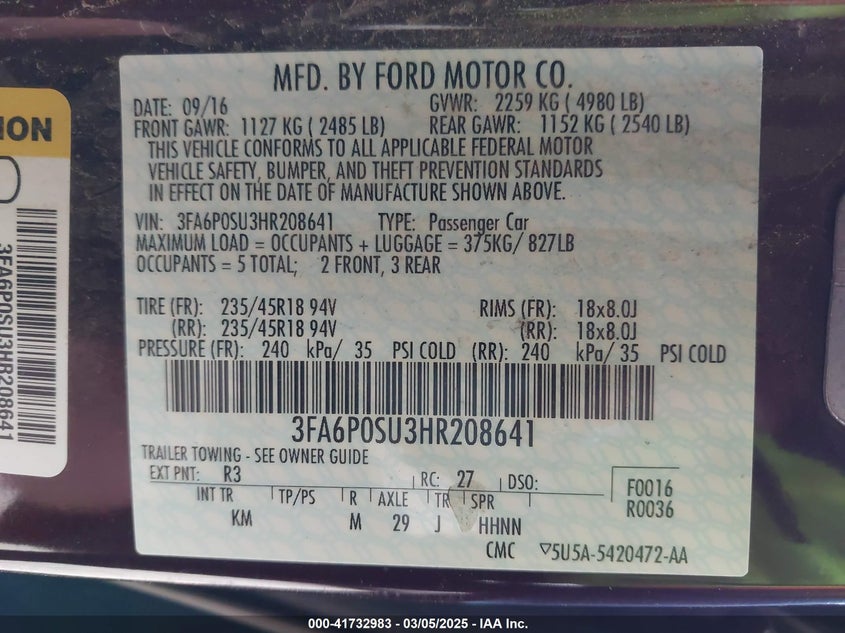 MFD. BY FORD MOTOR CO.
DATE: 09/16 GVWR: 2259 KG ( 4980 LB)
FRONT GAWR: 1127 KG ( 2485 LB) REAR GAWR: 1152 KG ( 2540 LB)
THIS VEHICLE CONFORMS TO ALL APPLICABLE FEDERAL MOTOR
VEHICLE SAFETY, BUMPER, AND THEFT PREVENTION STANDARDS
IN EFFECT ON THE DATE OF MANUFACTURE SHOWN ABOVE.
VIN: 3FA6P0SU3HR208641 TYPE: Passenger Car
MAXIMUM LOAD = OCCUPANTS + LUGGAGE = 375KG/ 827LB
OCCUPANTS = 5 TOTAL; 2 FRONT, 3 REAR
TIRE (FR): 235/45R18 94V RIMS (FR): 18x8.0J
(RR): 235/45R18 94V (RR): 18x8.0J
PRESSURE (FR): 240 kPa/ 35 PSI COLD (RR): 240 kPa/ 35 PSI COLD
3FA6P0SU3HR208641
TRAILER TOWING - SEE OWNER GUIDE
EXT PNT: R3 RC: 27 DSO:
INT TR TP/PS R AXLE TR SPR
KM M 29 J HHNN
F0016
R0036
CMC ▽5U5A-5420472-AA
3FA6P0SU3HR208641
000-41732983 - 03/05/2025 - IAA Inc.